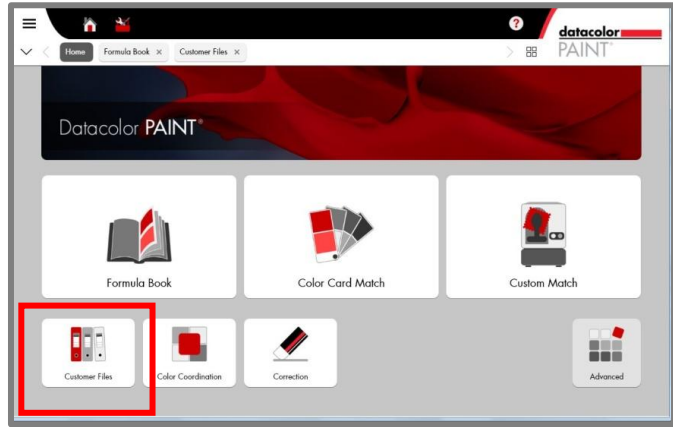 ?
datacolor
PAINT
Home
Formula Book ×
Customer Files ×
Datacolor PAINT®
Formula Book
Color Card Match
Custom Match
Customer Files
Color Coordination
Correction
Advanced